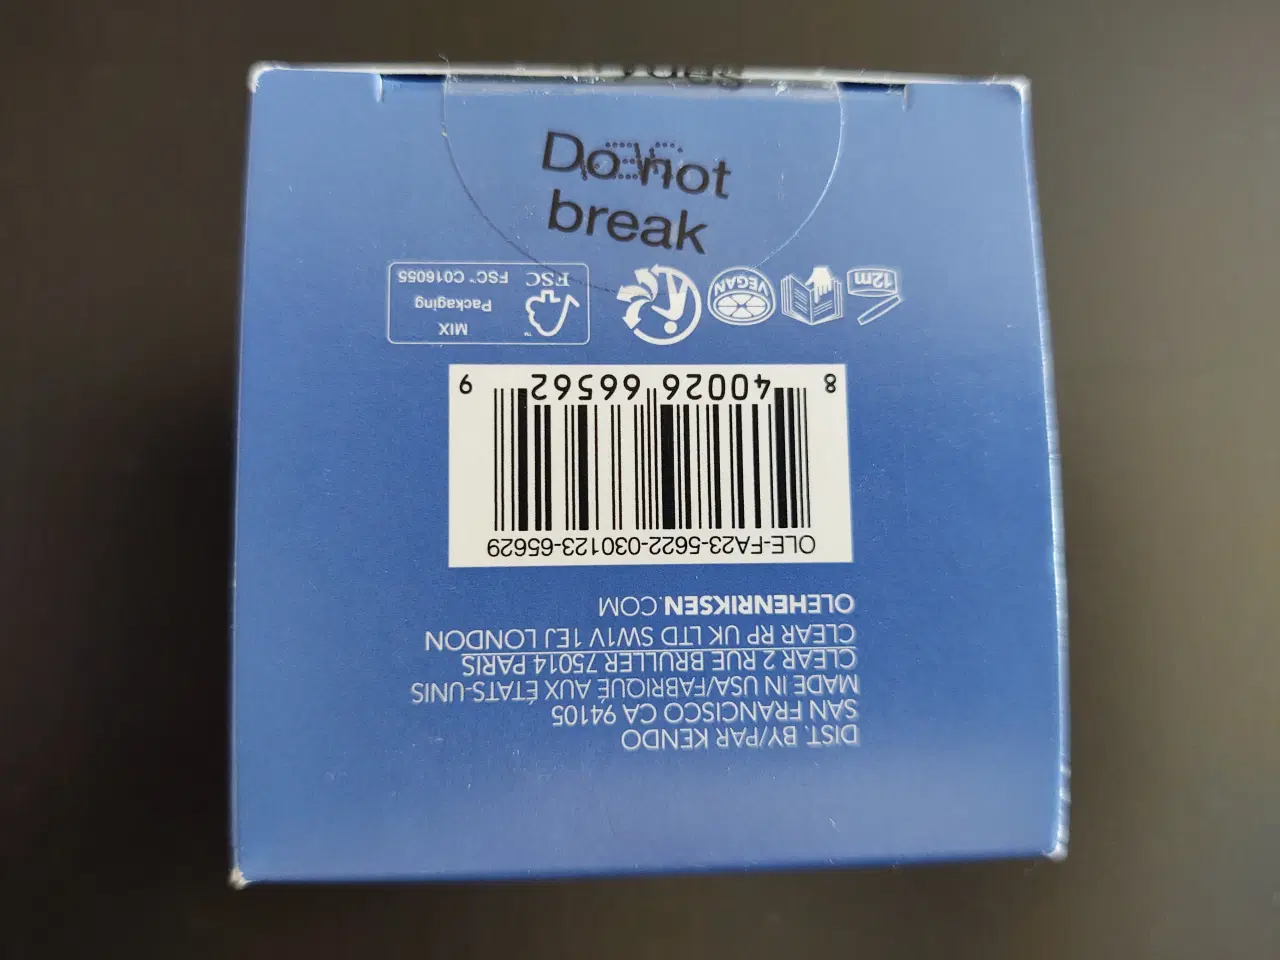 Do not
break
DIST. BY/PAR KENDO
SAN FRANCISCO CA 94105
MADE IN USA/FABRIQUÉ AUX ÉTATS-UNIS
CLEAR 2 RUE BRULLER 75014 PARIS
CLEAR RP UK LTD SW1V 1EJ LONDON
OLEHENRIKSEN.COM
OLE-FA23-5622-030123-65629
8 40026 66562 9
12m
VEGAN
MIX
Packaging
FSC
FSC™ C016055